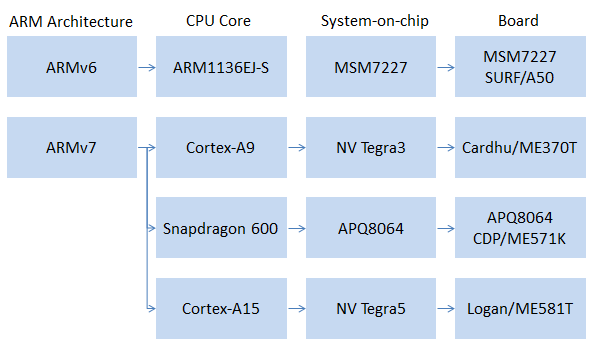 ARM Architecture
CPU Core
System-on-chip
Board
ARMv6
ARM1136EJ-S
MSM7227
MSM7227
SURF/A50
ARMv7
Cortex-A9
NV Tegra3
Cardhu/ME370T
Snapdragon 600
APQ8064
APQ8064
CDP/ME571K
Cortex-A15
NV Tegra5
Logan/ME581T